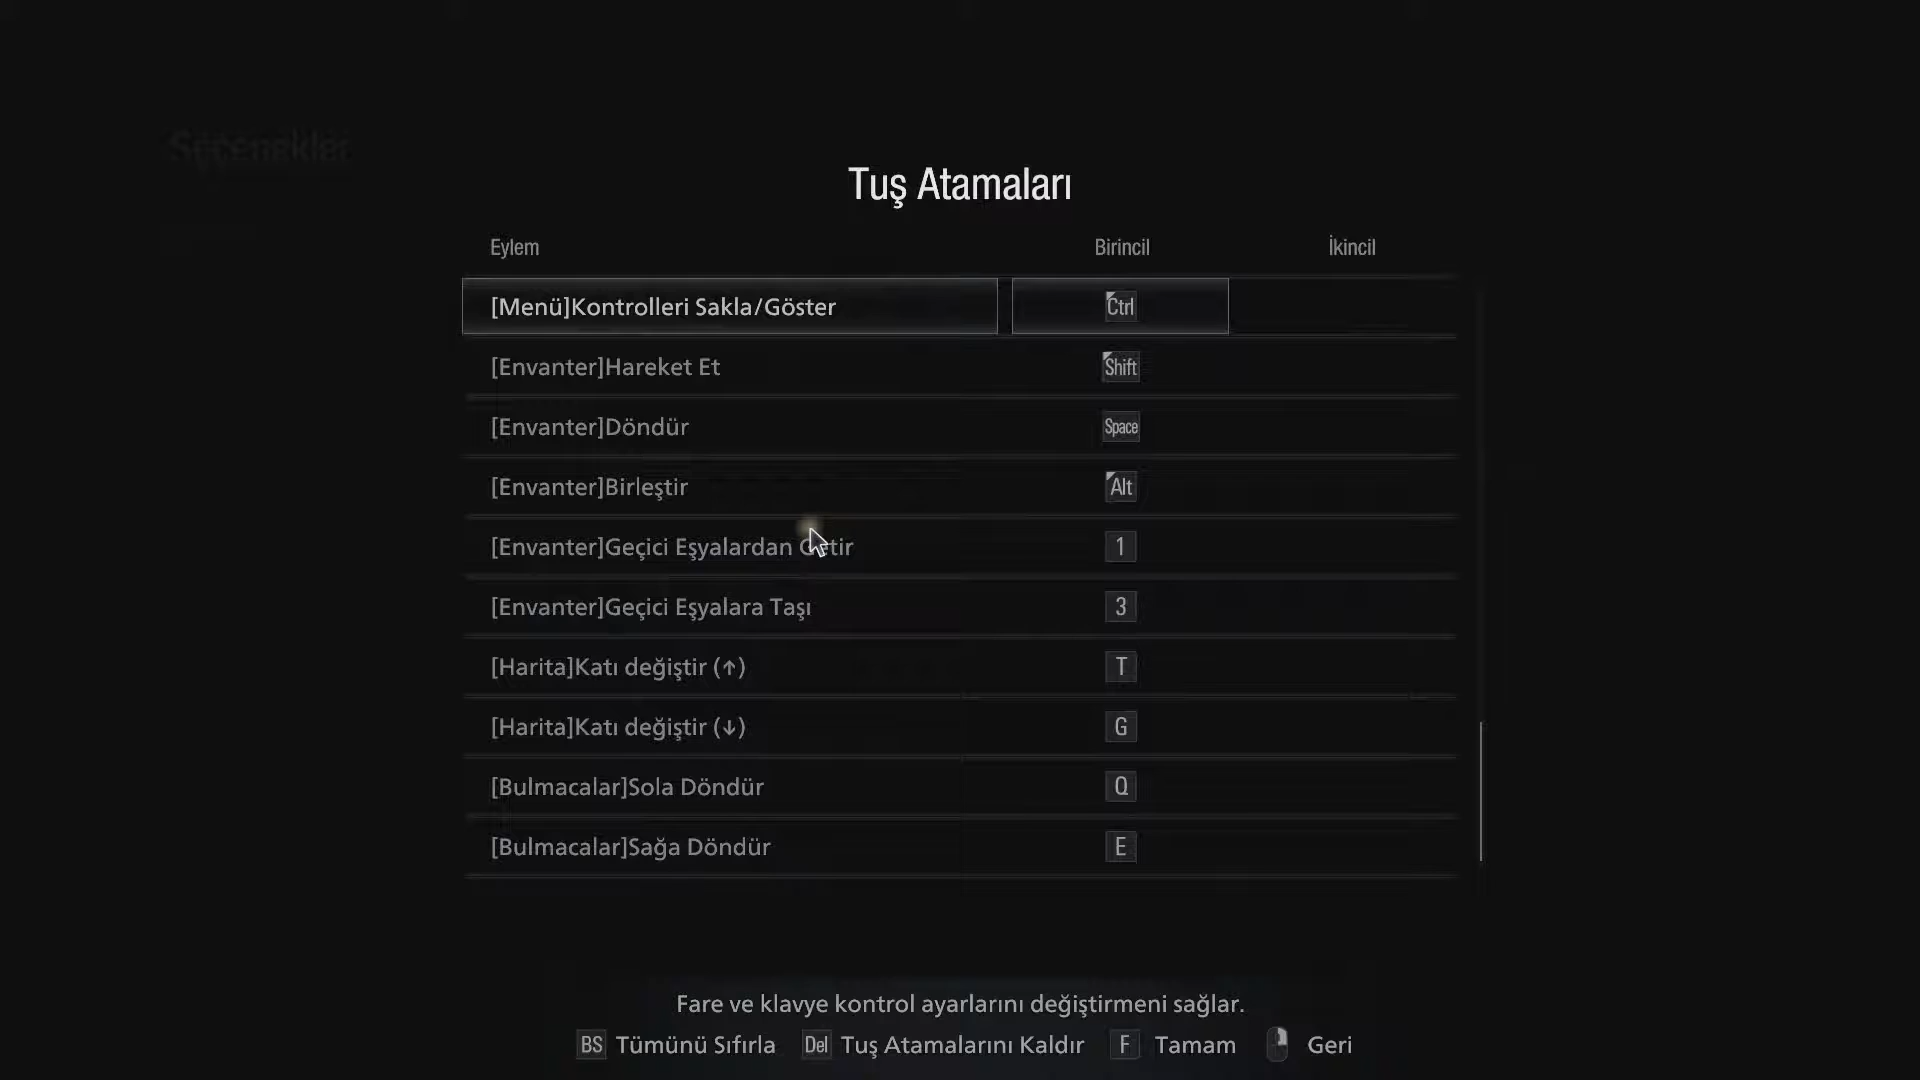 Seçenekler
Tuş Atamaları
Eylem Birincil İkincil
[Menü]Kontrolleri Sakla/Göster Ctrl
[Envanter]Hareket Et Shift
[Envanter]Döndür Space
[Envanter]Birleştir Alt
[Envanter]Geçici Eşyalardan Getir 1
[Envanter]Geçici Eşyalara Taşı 3
[Harita]Katı değiştir (↑) T
[Harita]Katı değiştir (↓) G
[Bulmacalar]Sola Döndür Q
[Bulmacalar]Sağa Döndür E
Fare ve klavye kontrol ayarlarını değiştirmeni sağlar.
BS Tümünü Sıfırla Del Tuş Atamalarını Kaldır F Tamam Geri